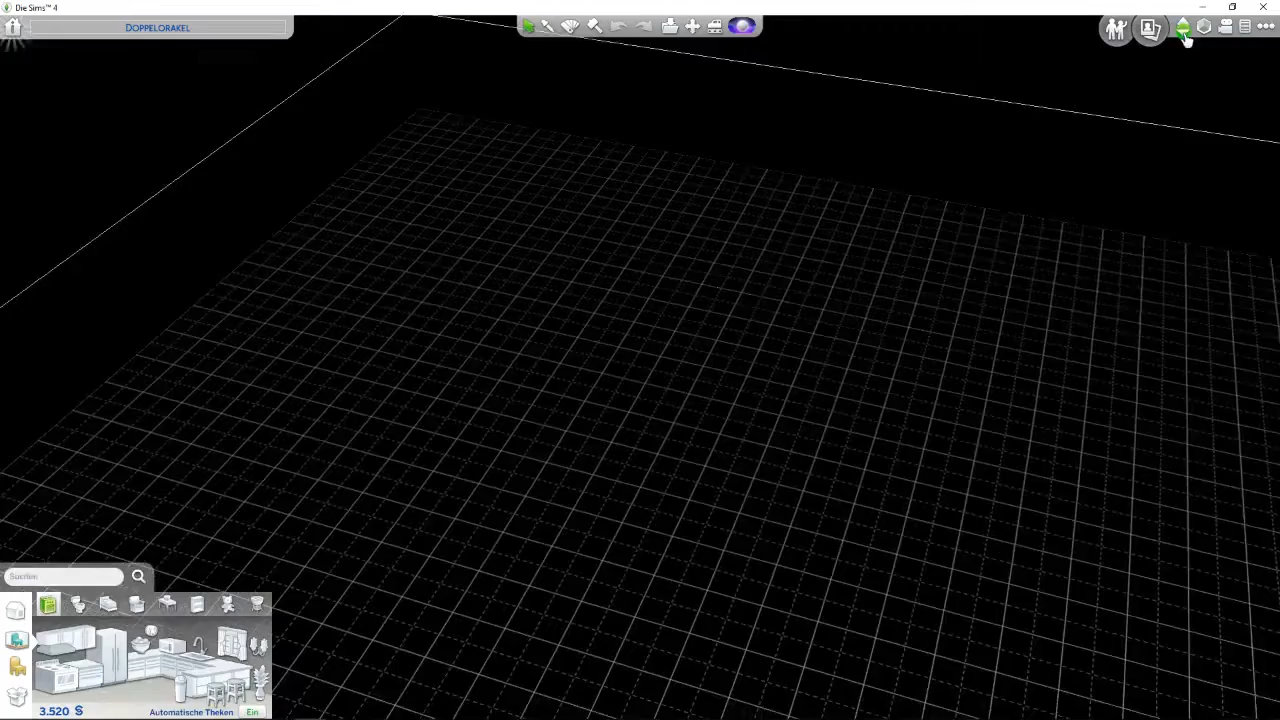 Die Sims™ 4
DOPPELORAKEL
Suchen
3.520 §
Automatische Theken
Ein